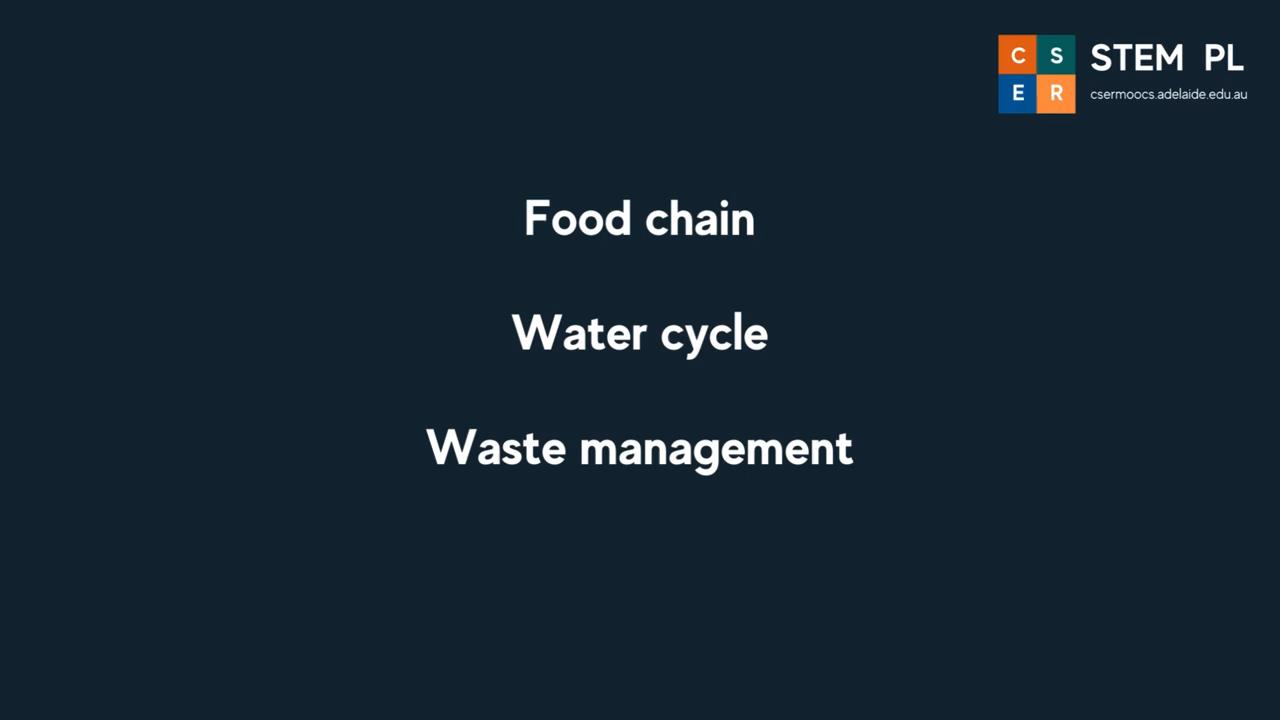 C S
E R
STEM PL
csermoocs.adelaide.edu.au
Food chain
Water cycle
Waste management